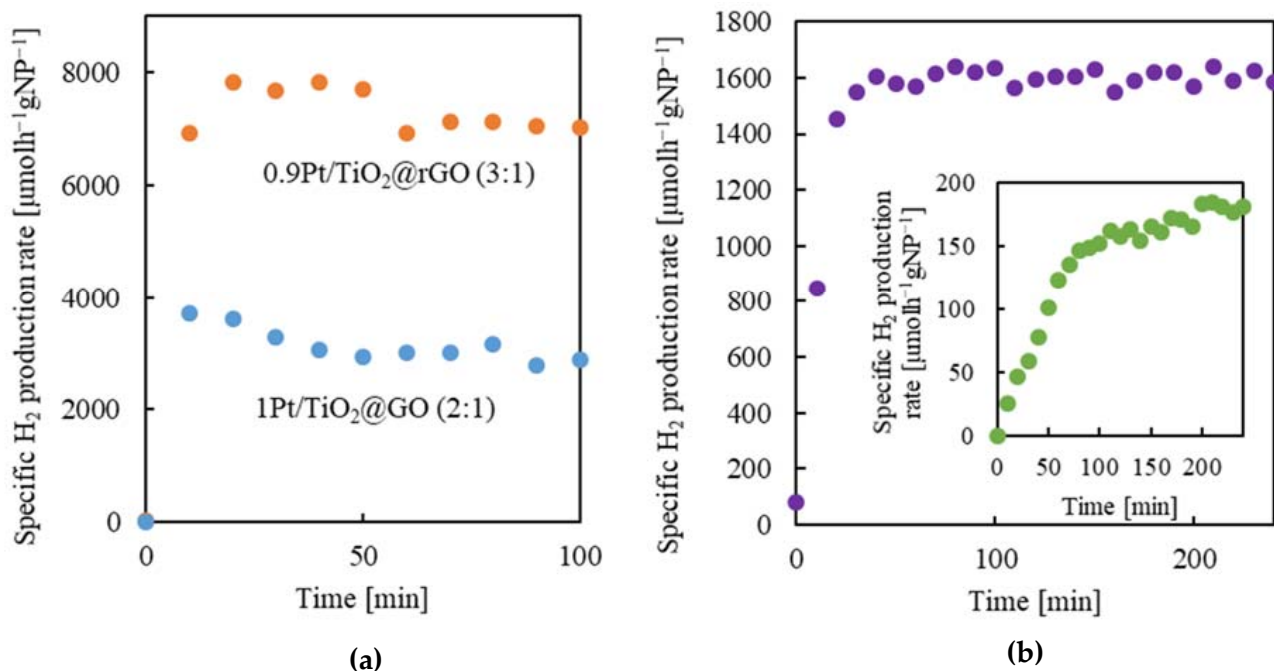 Specific H₂ production rate [μmolh⁻¹gNP⁻¹]
8000
6000
4000
2000
0
0.9Pt/TiO₂@rGO (3:1)
1Pt/TiO₂@GO (2:1)
0 50 100
Time [min]
(a)
Specific H₂ production rate [μmolh⁻¹gNP⁻¹]
1800
1600
1400
1200
1000
800
600
400
200
0
Specific H₂ production
rate [μmolh⁻¹gNP⁻¹]
200
150
100
50
0
0 50 100 150 200
Time [min]
0 100 200
Time [min]
(b)